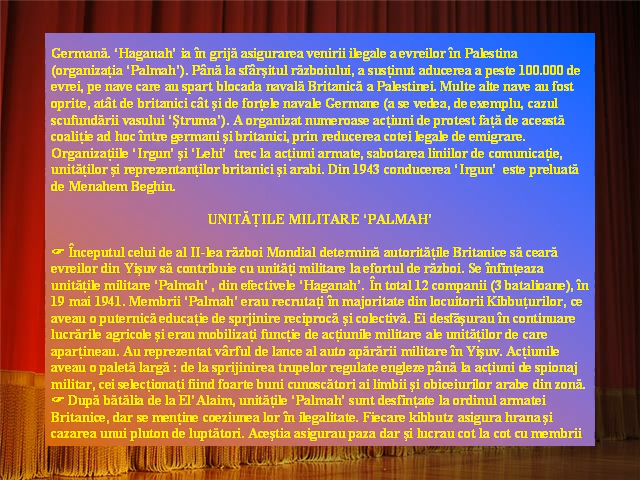 Germană. ‘Haganah’ ia în grijă asigurarea venirii ilegale a evreilor în Palestina
(organizația ‘Palmah’). Până la sfârșitul războiului, a susținut aducerea a peste 100.000 de
evrei, pe nave care au spart blocada navală Britanică a Palestinei. Multe alte nave au fost
oprite, atât de britanici cât și de forțele navale Germane (a se vedea, de exemplu, cazul
scufundării vasului ‘Struma’). A organizat numeroase acțiuni de protest față de această
coaliție ad hoc între germani și britanici, prin reducerea cotei legale de emigrare.
Organizațiile ‘Irgun’ și ‘Lehi’ trec la acțiuni armate, sabotarea liniilor de comunicație,
unităților și reprezentanților britanici și arabi. Din 1943 conducerea ‘Irgun’ este preluată
de Menahem Beghin.
UNITĂȚILE MILITARE ‘PALMAH’
☞ Începutul celui de al II-lea război Mondial determină autoritățile Britanice să ceară
evreilor din Yișuv să contribuie cu unități militare la efortul de război. Se înființeaza
unitățile militare ‘Palmah’ , din efectivele ‘Haganah’. În total 12 companii (3 batalioane), în
19 mai 1941. Membrii ‘Palmah’ erau recrutați în majoritate din locuitorii Kibbuțurilor, ce
aveau o puternică educație de sprjinire reciprocă și colectivă. Ei desfășurau în continuare
lucrările agricole și erau mobilizați funcție de acțiunile militare ale unităților de care
aparțineau. Au reprezentat vârful de lance al auto apărării militare în Yișuv. Acțiunile
aveau o paletă largă : de la sprijinirea trupelor regulate engleze până la acțiuni de spionaj
militar, cei selecționați fiind foarte buni cunoscători ai limbii și obiceiurilor arabe din zonă.
☞ După bătălia de la El’Alaim, unitățile ‘Palmah’ sunt desfințate la ordinul armatei
Britanice, dar se menține coeziunea lor în ilegalitate. Fiecare kibbutz asigura hrana și
cazarea unui pluton de luptători. Aceștia asigurau paza dar și lucrau cot la cot cu membrii